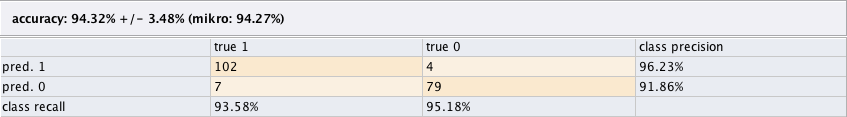 accuracy: 94.32% +/- 3.48% (mikro: 94.27%)
true 1 true 0 class precision
pred. 1 102 4 96.23%
pred. 0 7 79 91.86%
class recall 93.58% 95.18%